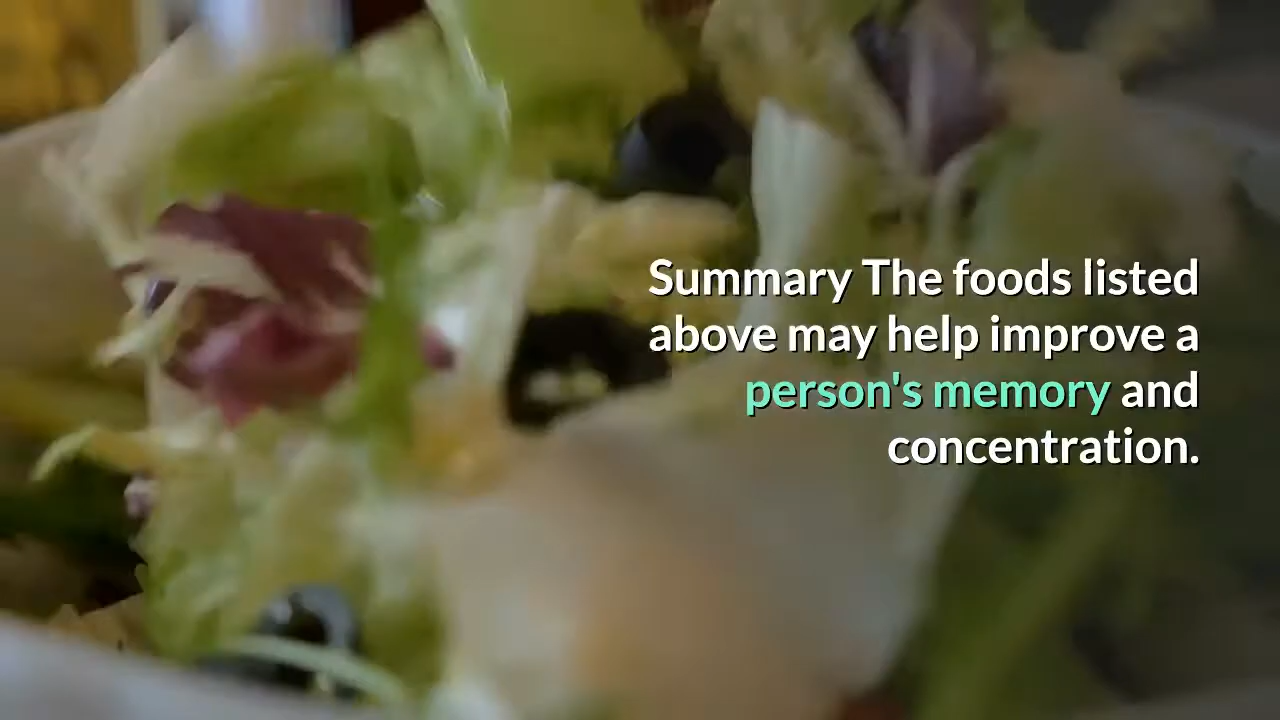 Summary The foods listed
above may help improve a
person's memory and
concentration.